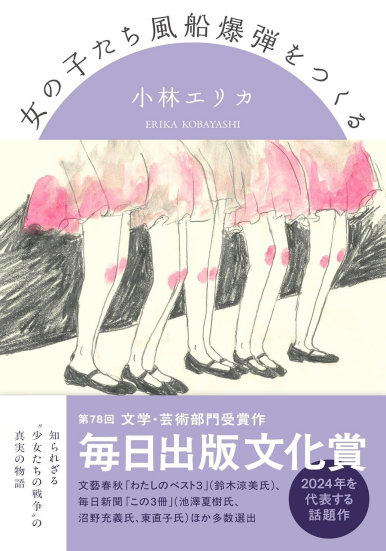 女の子たち風船爆弾をつくる
小林エリカ
ERIKA KOBAYASHI
知られざる
“少女たちの戦争”の
真実の物語
第78回 文学・芸術部門受賞作
毎日出版文化賞
文藝春秋「わたしのベスト3」(鈴木涼美氏)、
毎日新聞「この3冊」(池澤夏樹氏、
沼野充義氏、東直子氏)ほか多数選出
2024年を
代表する
話題作